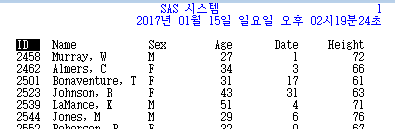 SAS 시스템 1
2017년 01월 15일 일요일 오후 02시19분24초
ID Name Sex Age Date Height
2458 Murray, W M 27 1 72
2462 Almers, C F 34 3 66
2501 Bonaventure, T F 31 17 61
2523 Johnson, R F 43 31 63
2539 LaMance, K M 51 4 71
2544 Jones, M M 29 6 76